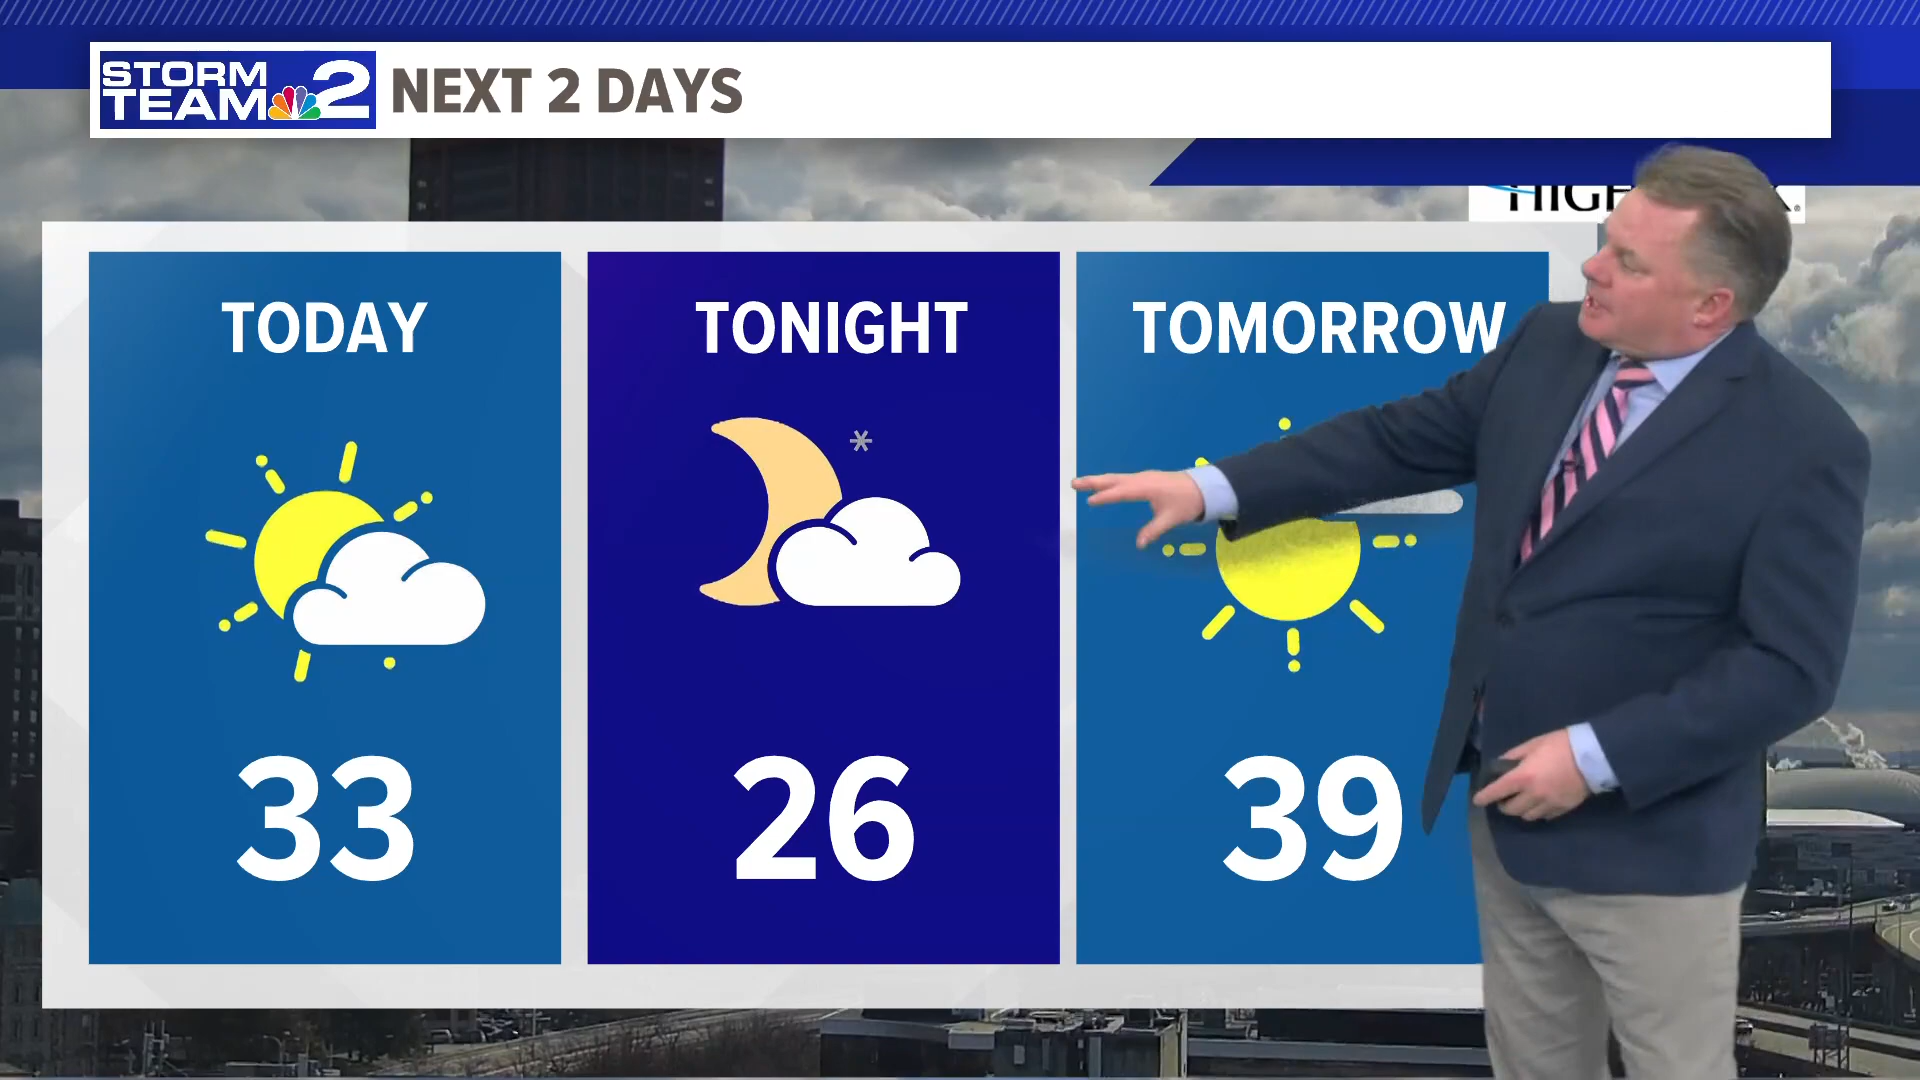 STORM
TEAM 2
NEXT 2 DAYS
TODAY
TONIGHT
TOMORROW
33
26
39